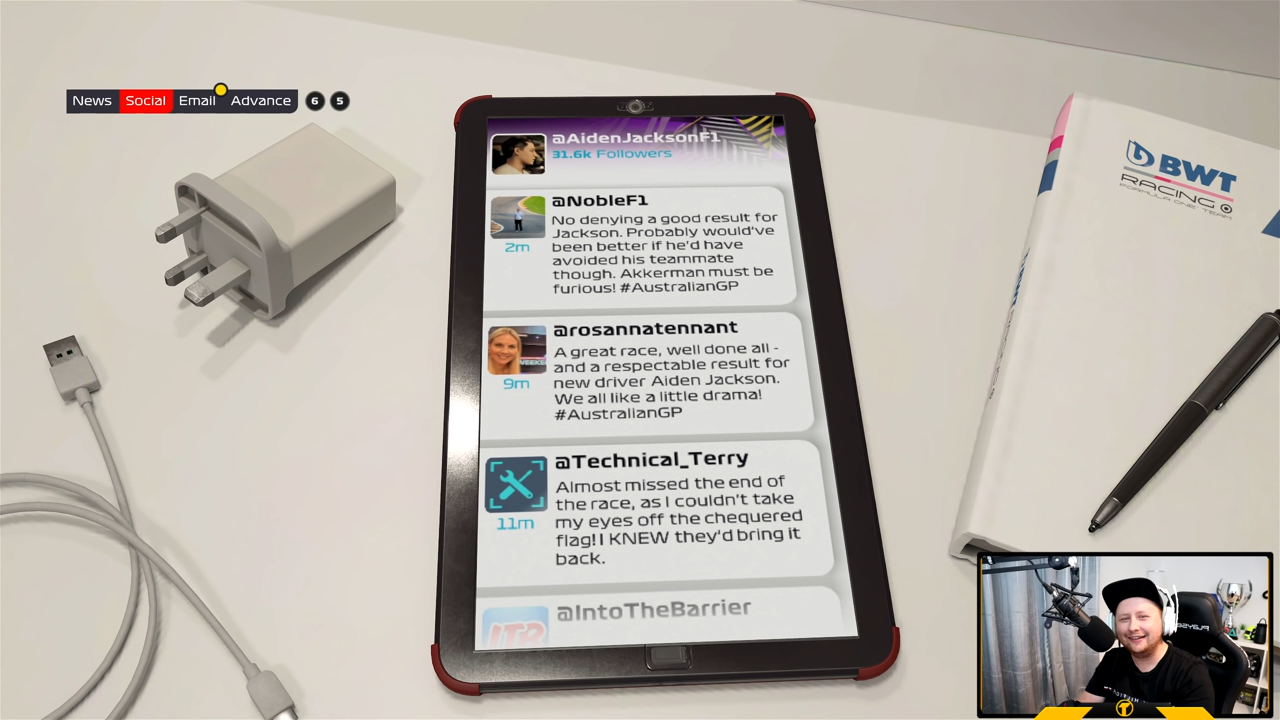 News Social Email Advance 6 5
@AidenJacksonF1
31.6k Followers
@NobleF1
2m
No denying a good result for
Jackson. Probably would've
been better if he'd have
avoided his teammate
though. Akkerman must be
furious! #AustralianGP
@rosannatennant
9m
A great race, well done all -
and a respectable result for
new driver Aiden Jackson.
We all like a little drama!
#AustralianGP
@Technical_Terry
11m
Almost missed the end of
the race, as I couldn't take
my eyes off the chequered
flag! I KNEW they'd bring it
back.
@IntoTheBarrier
ITB
BWT
RACING
FORMULA ONE TEAM